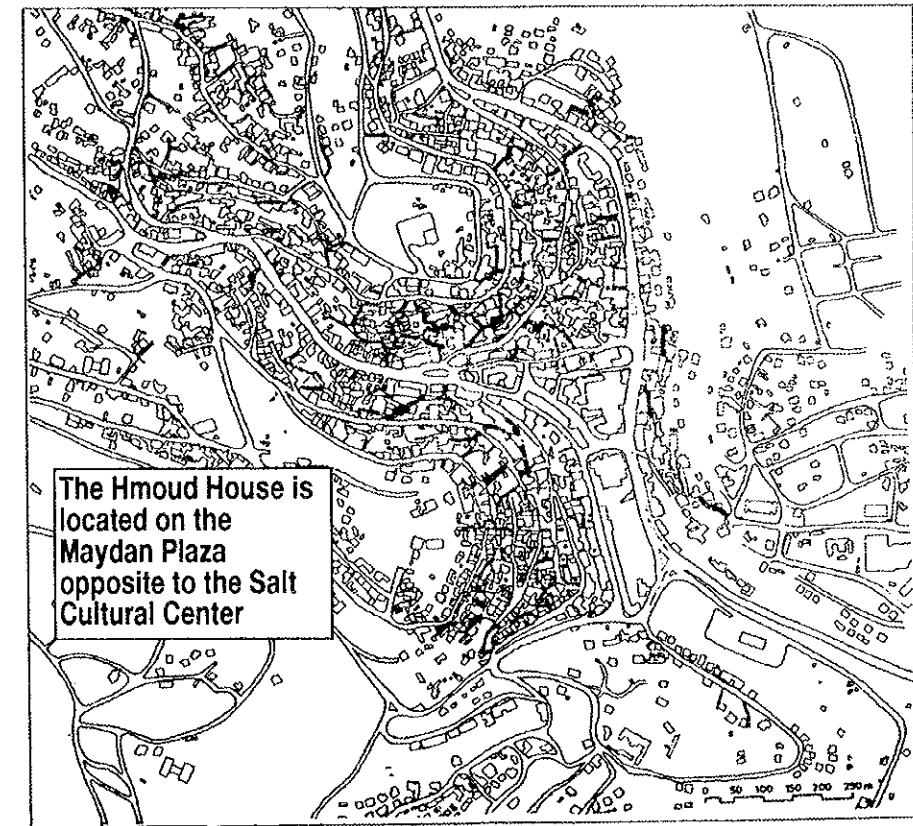 The Hmoud House is
located on the
Maydan Plaza
opposite to the Salt
Cultural Center
0 50 100 150 200 250 m